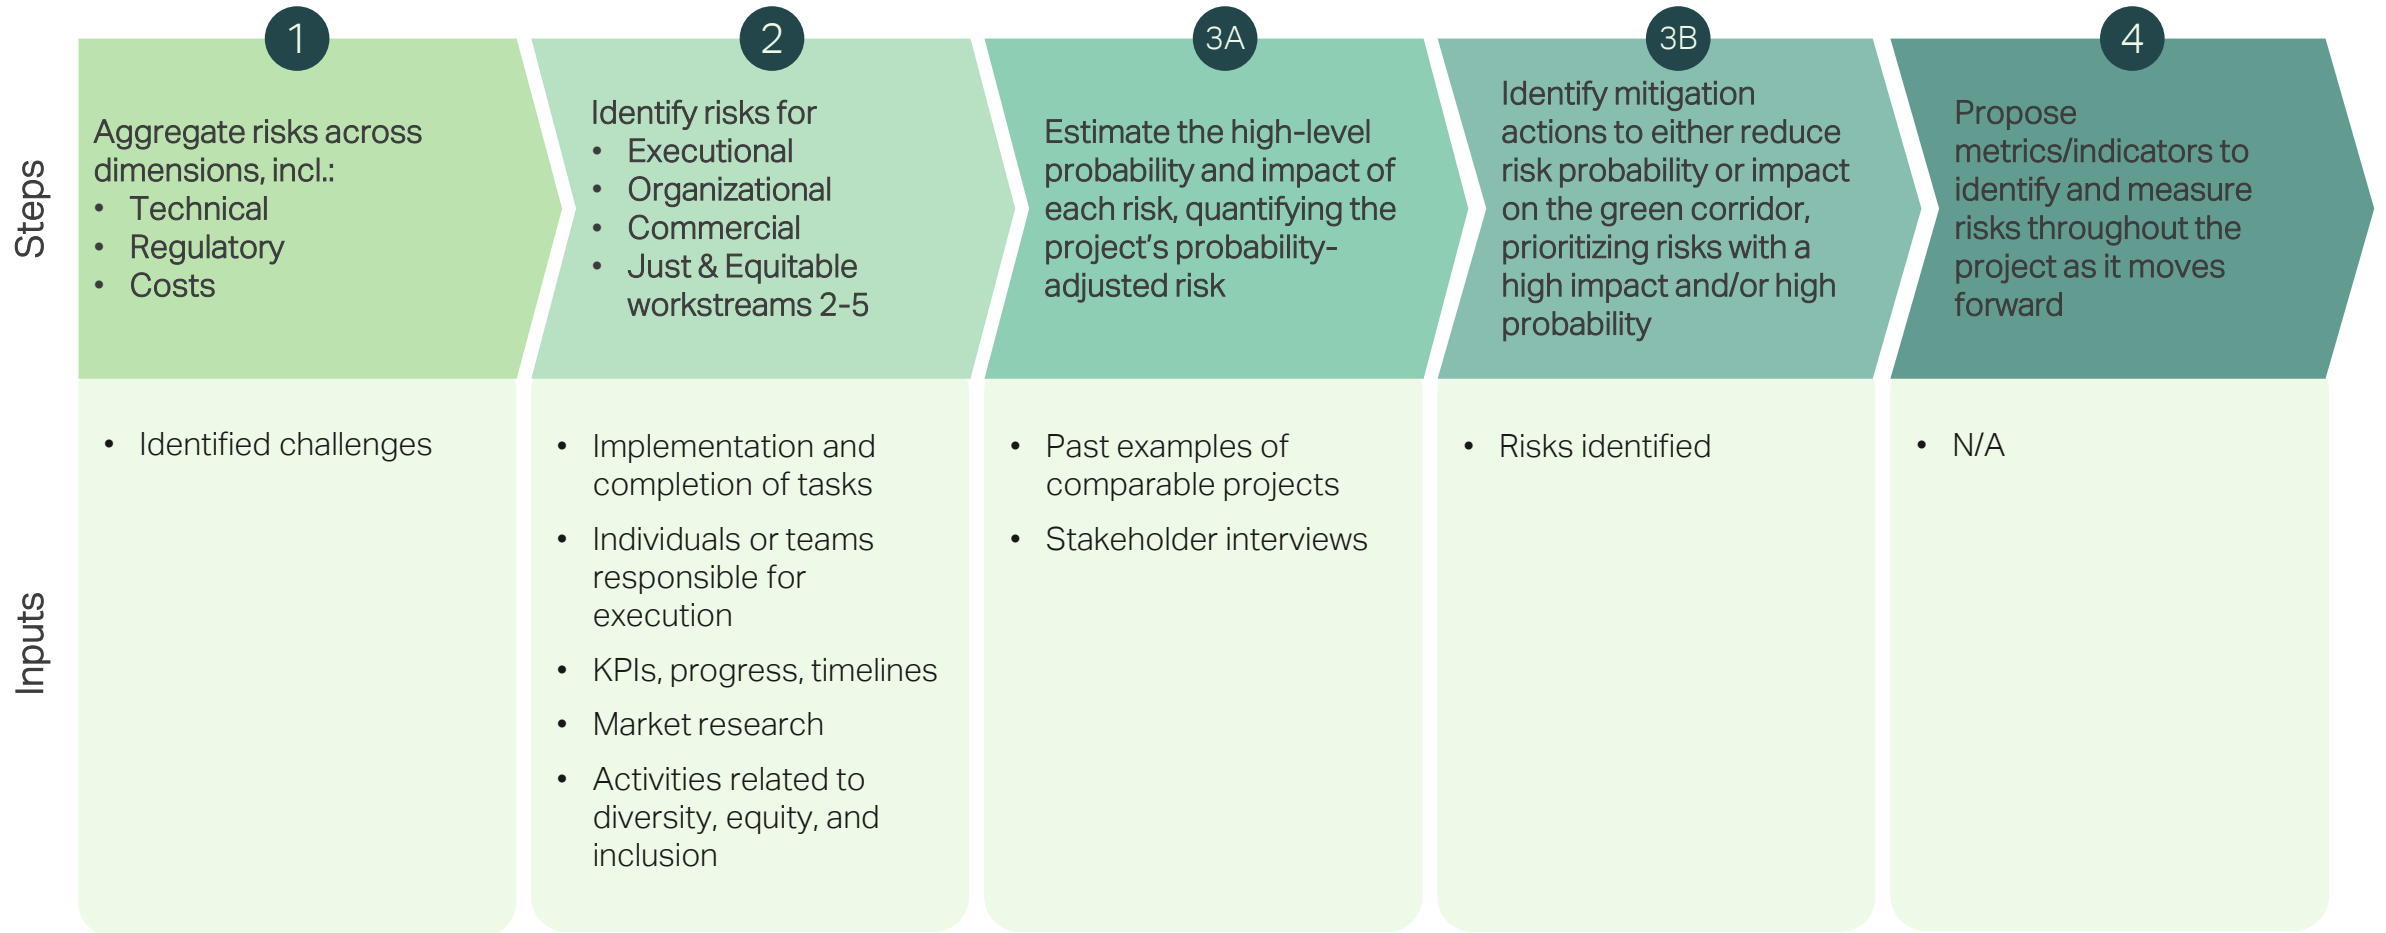 1
2
3A
3B
4
Steps
Aggregate risks across
dimensions, incl.:
• Technical
• Regulatory
• Costs
Identify risks for
• Executional
• Organizational
• Commercial
• Just & Equitable
workstreams 2-5
Estimate the high-level
probability and impact of
each risk, quantifying the
project’s probability-
adjusted risk
Identify mitigation
actions to either reduce
risk probability or impact
on the green corridor,
prioritizing risks with a
high impact and/or high
probability
Propose
metrics/indicators to
identify and measure
risks throughout the
project as it moves
forward
Inputs
• Identified challenges
• Implementation and
completion of tasks
• Individuals or teams
responsible for
execution
• KPIs, progress, timelines
• Market research
• Activities related to
diversity, equity, and
inclusion
• Past examples of
comparable projects
• Stakeholder interviews
• Risks identified
• N/A